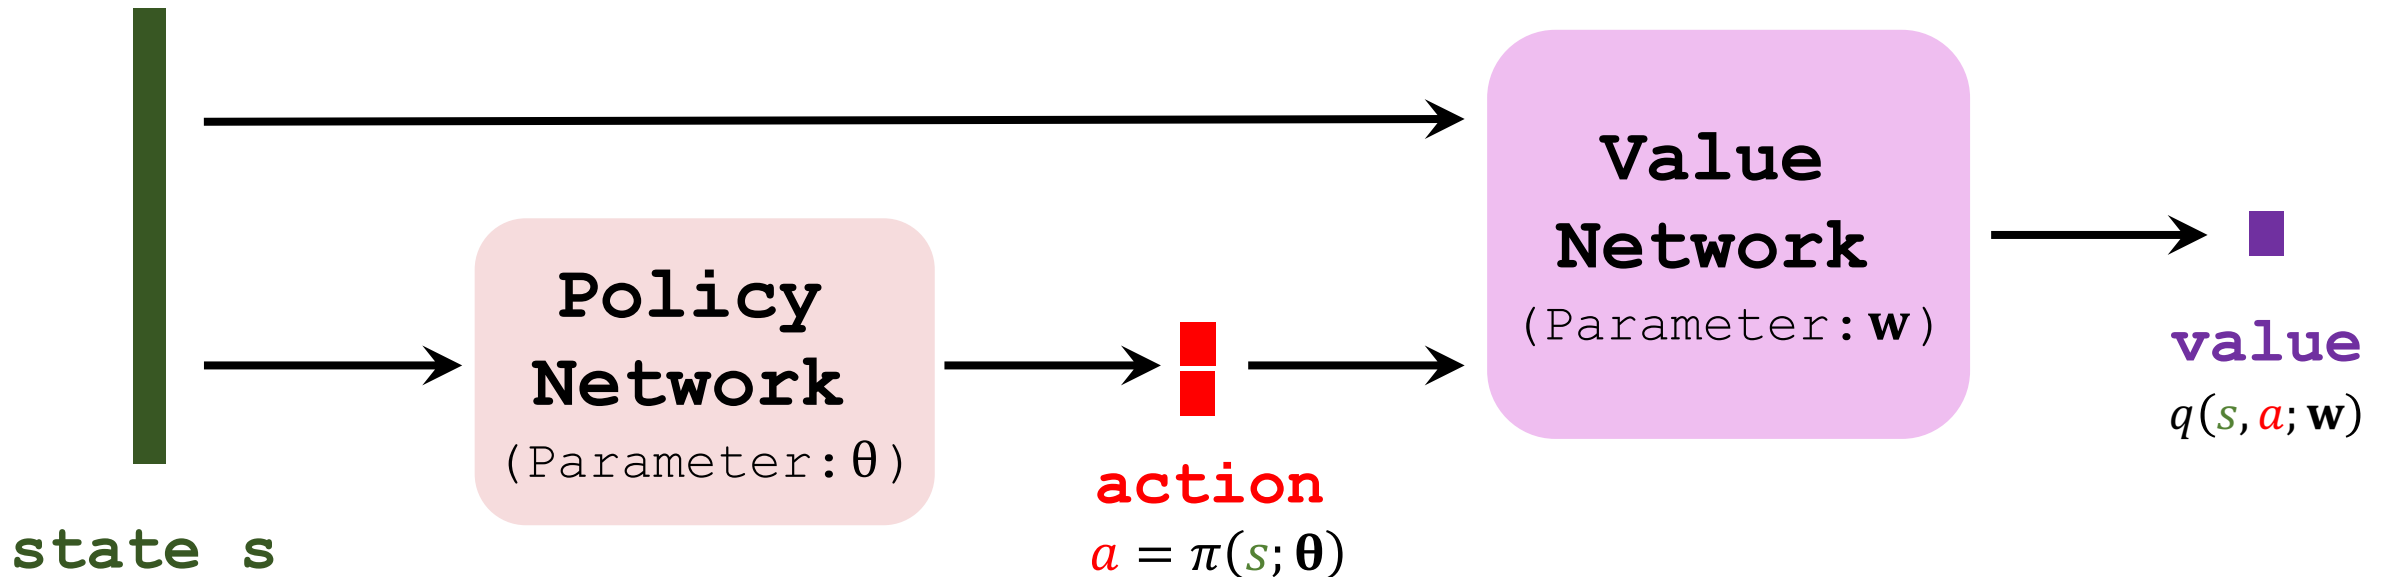 Value
Network
(Parameter:w)
Policy
Network
(Parameter:θ)
value
q(s,a;w)
action
a = π(s;θ)
state s